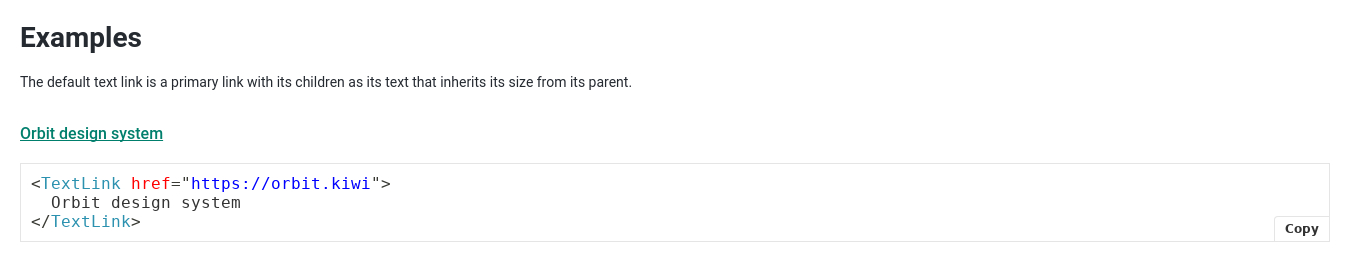 Examples
The default text link is a primary link with its children as its text that inherits its size from its parent.
Orbit design system
<TextLink href="https://orbit.kiwi">
  Orbit design system
</TextLink>
Copy